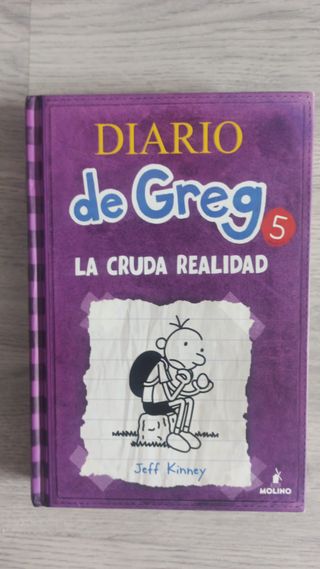 DIARIO
de Greg 5
LA CRUDA REALIDAD
Jeff Kinney
MOLINO